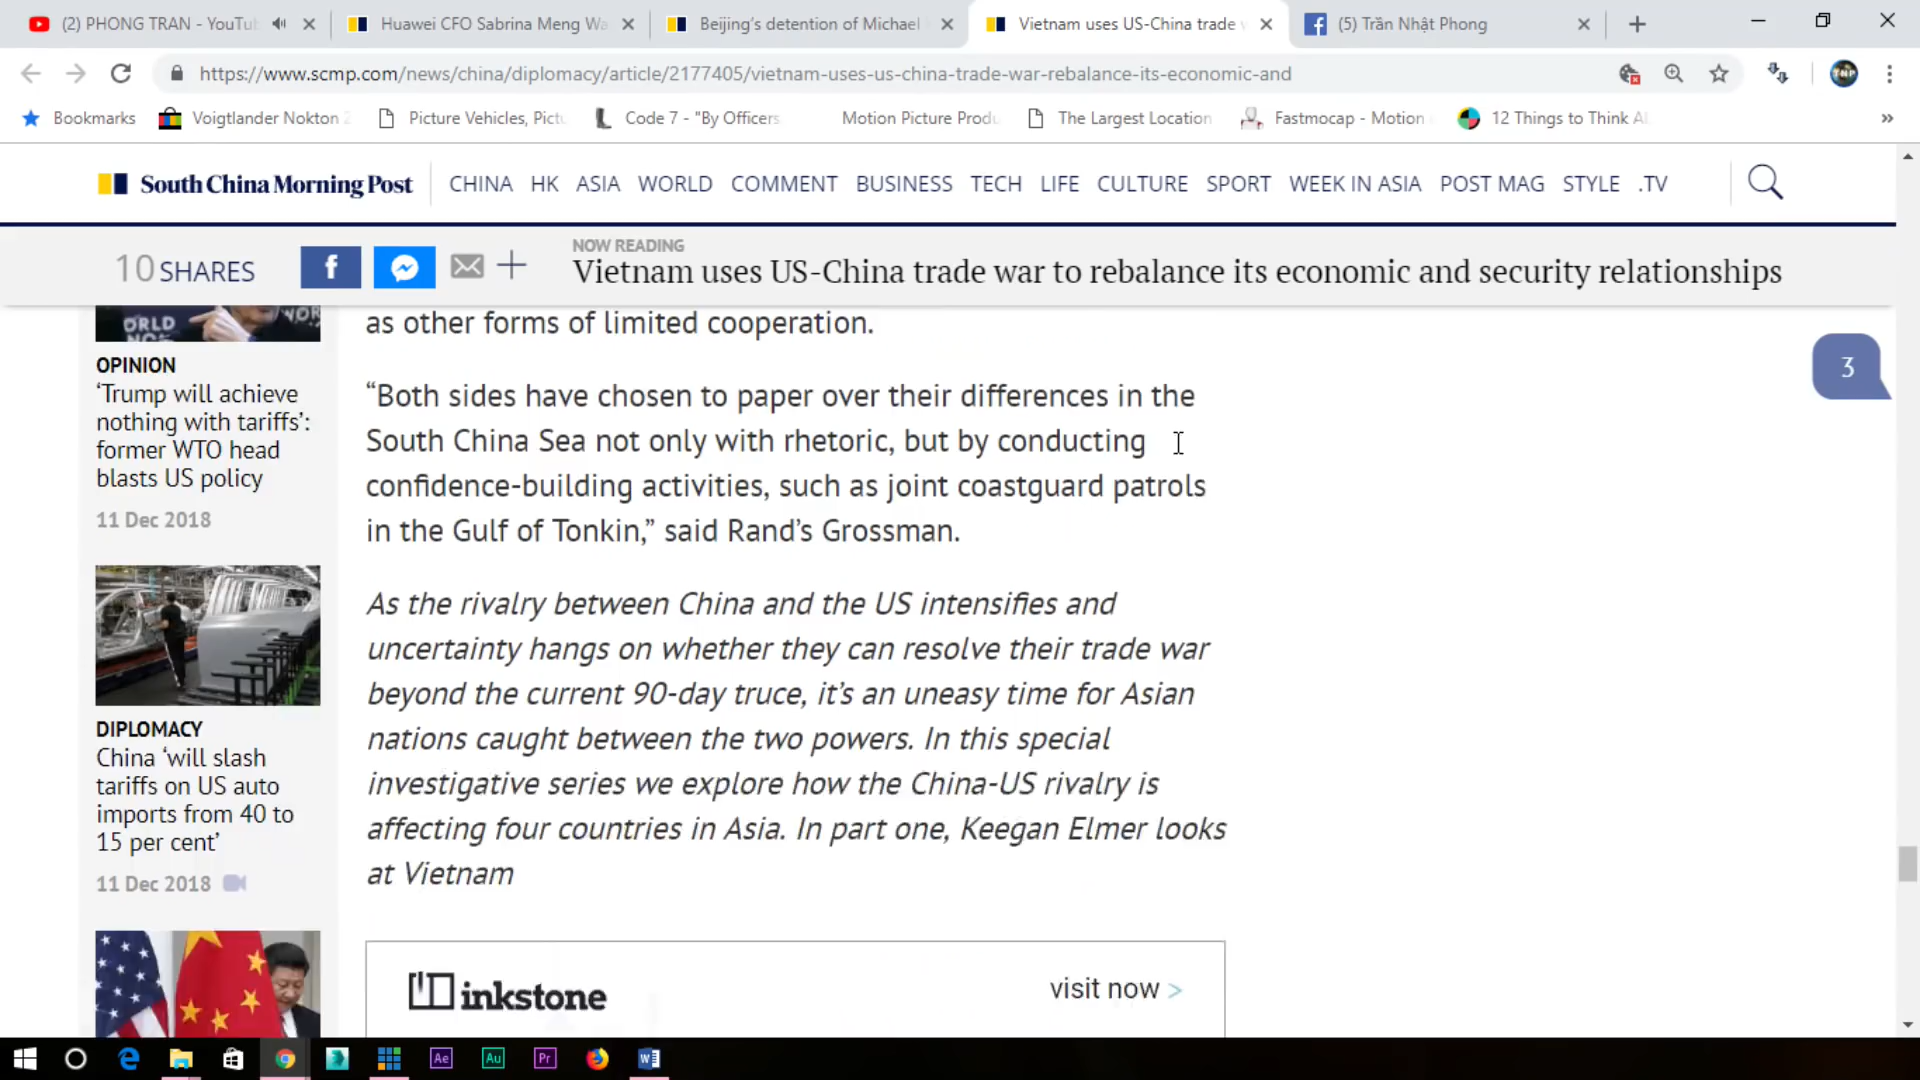 (2) PHONG TRAN - YouTu
Huawei CFO Sabrina Meng Wa
Beijing's detention of Michael
Vietnam uses US-China trade
(5) Trần Nhật Phong
https://www.scmp.com/news/china/diplomacy/article/2177405/vietnam-uses-us-china-trade-war-rebalance-its-economic-and
Bookmarks
Voigtlander Nokton
Picture Vehicles, Pict
Code 7 - "By Officers
Motion Picture Prod
The Largest Location
Fastmocap - Motion
12 Things to Think A
»
South China Morning Post
CHINA HK ASIA WORLD COMMENT BUSINESS TECH LIFE CULTURE SPORT WEEK IN ASIA POST MAG STYLE .TV
10 SHARES
NOW READING
Vietnam uses US-China trade war to rebalance its economic and security relationships
ORLD
OPINION
‘Trump will achieve
nothing with tariffs’:
former WTO head
blasts US policy
11 Dec 2018
DIPLOMACY
China ‘will slash
tariffs on US auto
imports from 40 to
15 per cent’
11 Dec 2018
as other forms of limited cooperation.
“Both sides have chosen to paper over their differences in the
South China Sea not only with rhetoric, but by conducting
confidence-building activities, such as joint coastguard patrols
in the Gulf of Tonkin,” said Rand’s Grossman.
As the rivalry between China and the US intensifies and
uncertainty hangs on whether they can resolve their trade war
beyond the current 90-day truce, it’s an uneasy time for Asian
nations caught between the two powers. In this special
investigative series we explore how the China-US rivalry is
affecting four countries in Asia. In part one, Keegan Elmer looks
at Vietnam
inkstone
visit now >
3
Ae
Au
Pr